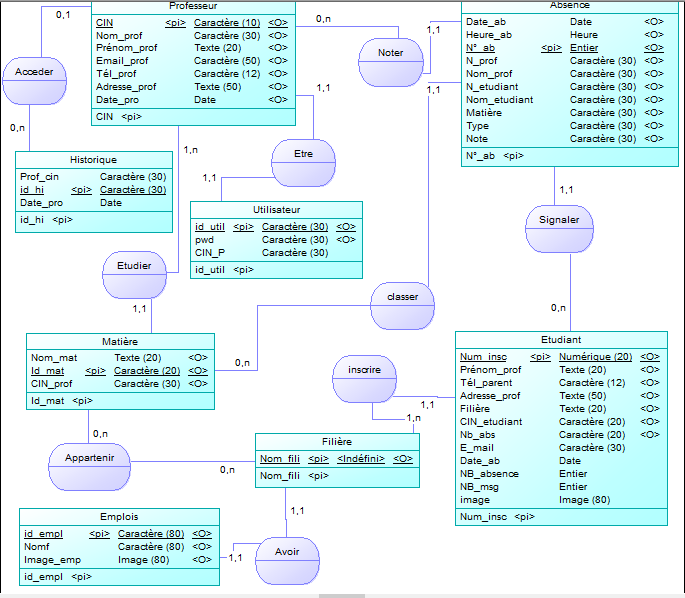 Professeur
CIN <pi> Caractère (10) <O>
Nom_prof Caractère (30) <O>
Prénom_prof Texte (20) <O>
Email_prof Caractère (50) <O>
Tél_prof Caractère (12) <O>
Adresse_prof Texte (50) <O>
Date_pro Date <O>
CIN <pi>
0,1
0,n
Noter
1,1
Absence
Date_ab Date <O>
Heure_ab Heure <O>
N°_ab <pi> Entier <O>
N_prof Caractère (30) <O>
Nom_prof Caractère (30) <O>
N_etudiant Caractère (30) <O>
Nom_etudiant Caractère (30) <O>
Matière Caractère (30) <O>
Type Caractère (30) <O>
Note Caractère (30) <O>
N°_ab <pi>
1,1
Acceder
0,n
1,1
1,n
Etre
1,1
Historique
Prof_cin Caractère (30)
id_hi <pi> Caractère (30)
Date_pro Date
id_hi <pi>
1,1
Signaler
0,n
Utilisateur
id_util <pi> Caractère (30) <O>
pwd Caractère (30) <O>
CIN_P Caractère (30)
id_util <pi>
Etudier
1,1
classer
0,n
Matière
Nom_mat Texte (20) <O>
Id_mat <pi> Caractère (20) <O>
CIN_prof Caractère (30) <O>
Id_mat <pi>
inscrire
1,1
1,n
Etudiant
Num_insc <pi> Numérique (20) <O>
Prénom_prof Texte (20) <O>
Tél_parent Caractère (12) <O>
Adresse_prof Texte (50) <O>
Filière Texte (20) <O>
CIN_etudiant Caractère (20) <O>
Nb_abs Caractère (20) <O>
E_mail Caractère (30)
Date_ab Date
NB_absence Entier
NB_msg Entier
image Image (80)
Num_insc <pi>
0,n
Appartenir
0,n
Filière
Nom_fili <pi> <Indéfini> <O>
Nom_fili <pi>
1,1
Emplois
id_empl <pi> Caractère (80) <O>
Nomf Caractère (80) <O>
Image_emp Image (80) <O>
id_empl <pi>
1,1
Avoir